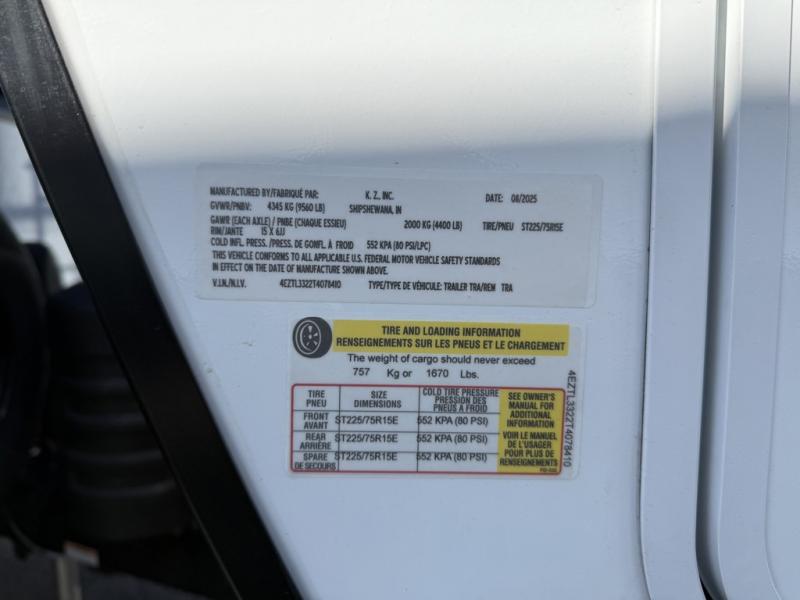 MANUFACTURED BY/FABRIQUÉ PAR: K. Z., INC. DATE: 08/2025
GVWR/PNBV: 4345 KG (9560 LB) SHIPSHEWANA, IN
GAWR (EACH AXLE) / PNBE (CHAQUE ESSIEU) 2000 KG (4400 LB) TIRE/PNEU ST225/75R15E
RIM/JANTE 15 X 6JJ
COLD INFL. PRESS./PRESS. DE GONFL. À FROID 552 KPA (80 PSI/LPC)
THIS VEHICLE CONFORMS TO ALL APPLICABLE U.S. FEDERAL MOTOR VEHICLE SAFETY STANDARDS
IN EFFECT ON THE DATE OF MANUFACTURE SHOWN ABOVE.
V.I.N./N.I.V. 4EZTL3322T4078410 TYPE/TYPE DE VÉHICULE: TRAILER TRA/REM TRA
TIRE AND LOADING INFORMATION
RENSEIGNEMENTS SUR LES PNEUS ET LE CHARGEMENT
The weight of cargo should never exceed
757 Kg or 1670 Lbs.
TIRE
PNEU
SIZE
DIMENSIONS
COLD TIRE PRESSURE
PRESSION DES
PNEUS A FROID
FRONT
AVANT
ST225/75R15E
552 KPA (80 PSI)
REAR
ARRIÈRE
ST225/75R15E
552 KPA (80 PSI)
SPARE
DE SECOURS
ST225/75R15E
552 KPA (80 PSI)
SEE OWNER'S
MANUAL FOR
ADDITIONAL
INFORMATION
VOIR LE MANUEL
DE L'USAGER
POUR PLUS DE
RENSEIGNEMENTS
4EZTL3322T4078410